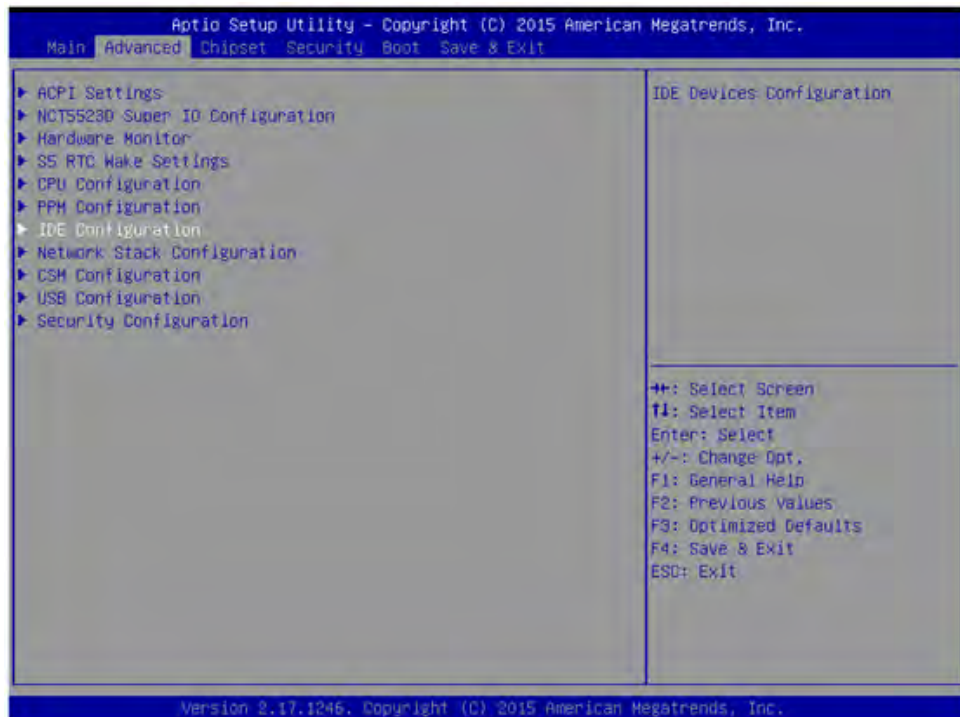 Aptio Setup Utility – Copyright (C) 2015 American Megatrends, Inc.
Main Advanced Chipset Security Boot Save & Exit
► ACPI Settings
► NCT5523D Super IO Configuration
► Hardware Monitor
► S5 RTC Wake Settings
► CPU Configuration
► PPM Configuration
► IDE Configuration
► Network Stack Configuration
► CSM Configuration
► USB Configuration
► Security Configuration
IDE Devices Configuration
→←: Select Screen
↑↓: Select Item
Enter: Select
+/-: Change Opt.
F1: General Help
F2: Previous Values
F3: Optimized Defaults
F4: Save & Exit
ESC: Exit
Version 2.17.1246. Copyright (C) 2015 American Megatrends, Inc.